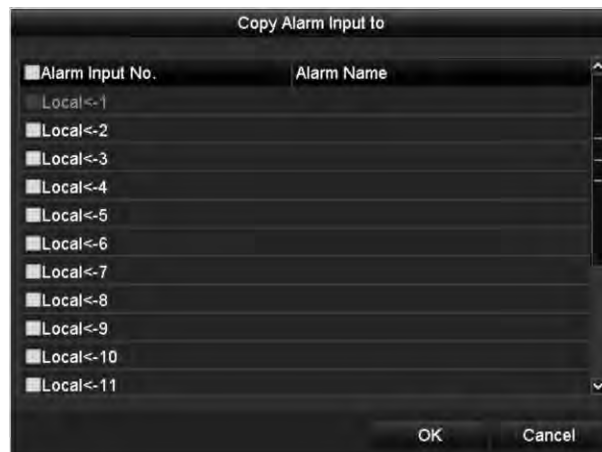 Copy Alarm Input to
Alarm Input No. Alarm Name
Local<-1
Local<-2
Local<-3
Local<-4
Local<-5
Local<-6
Local<-7
Local<-8
Local<-9
Local<-10
Local<-11
OK Cancel